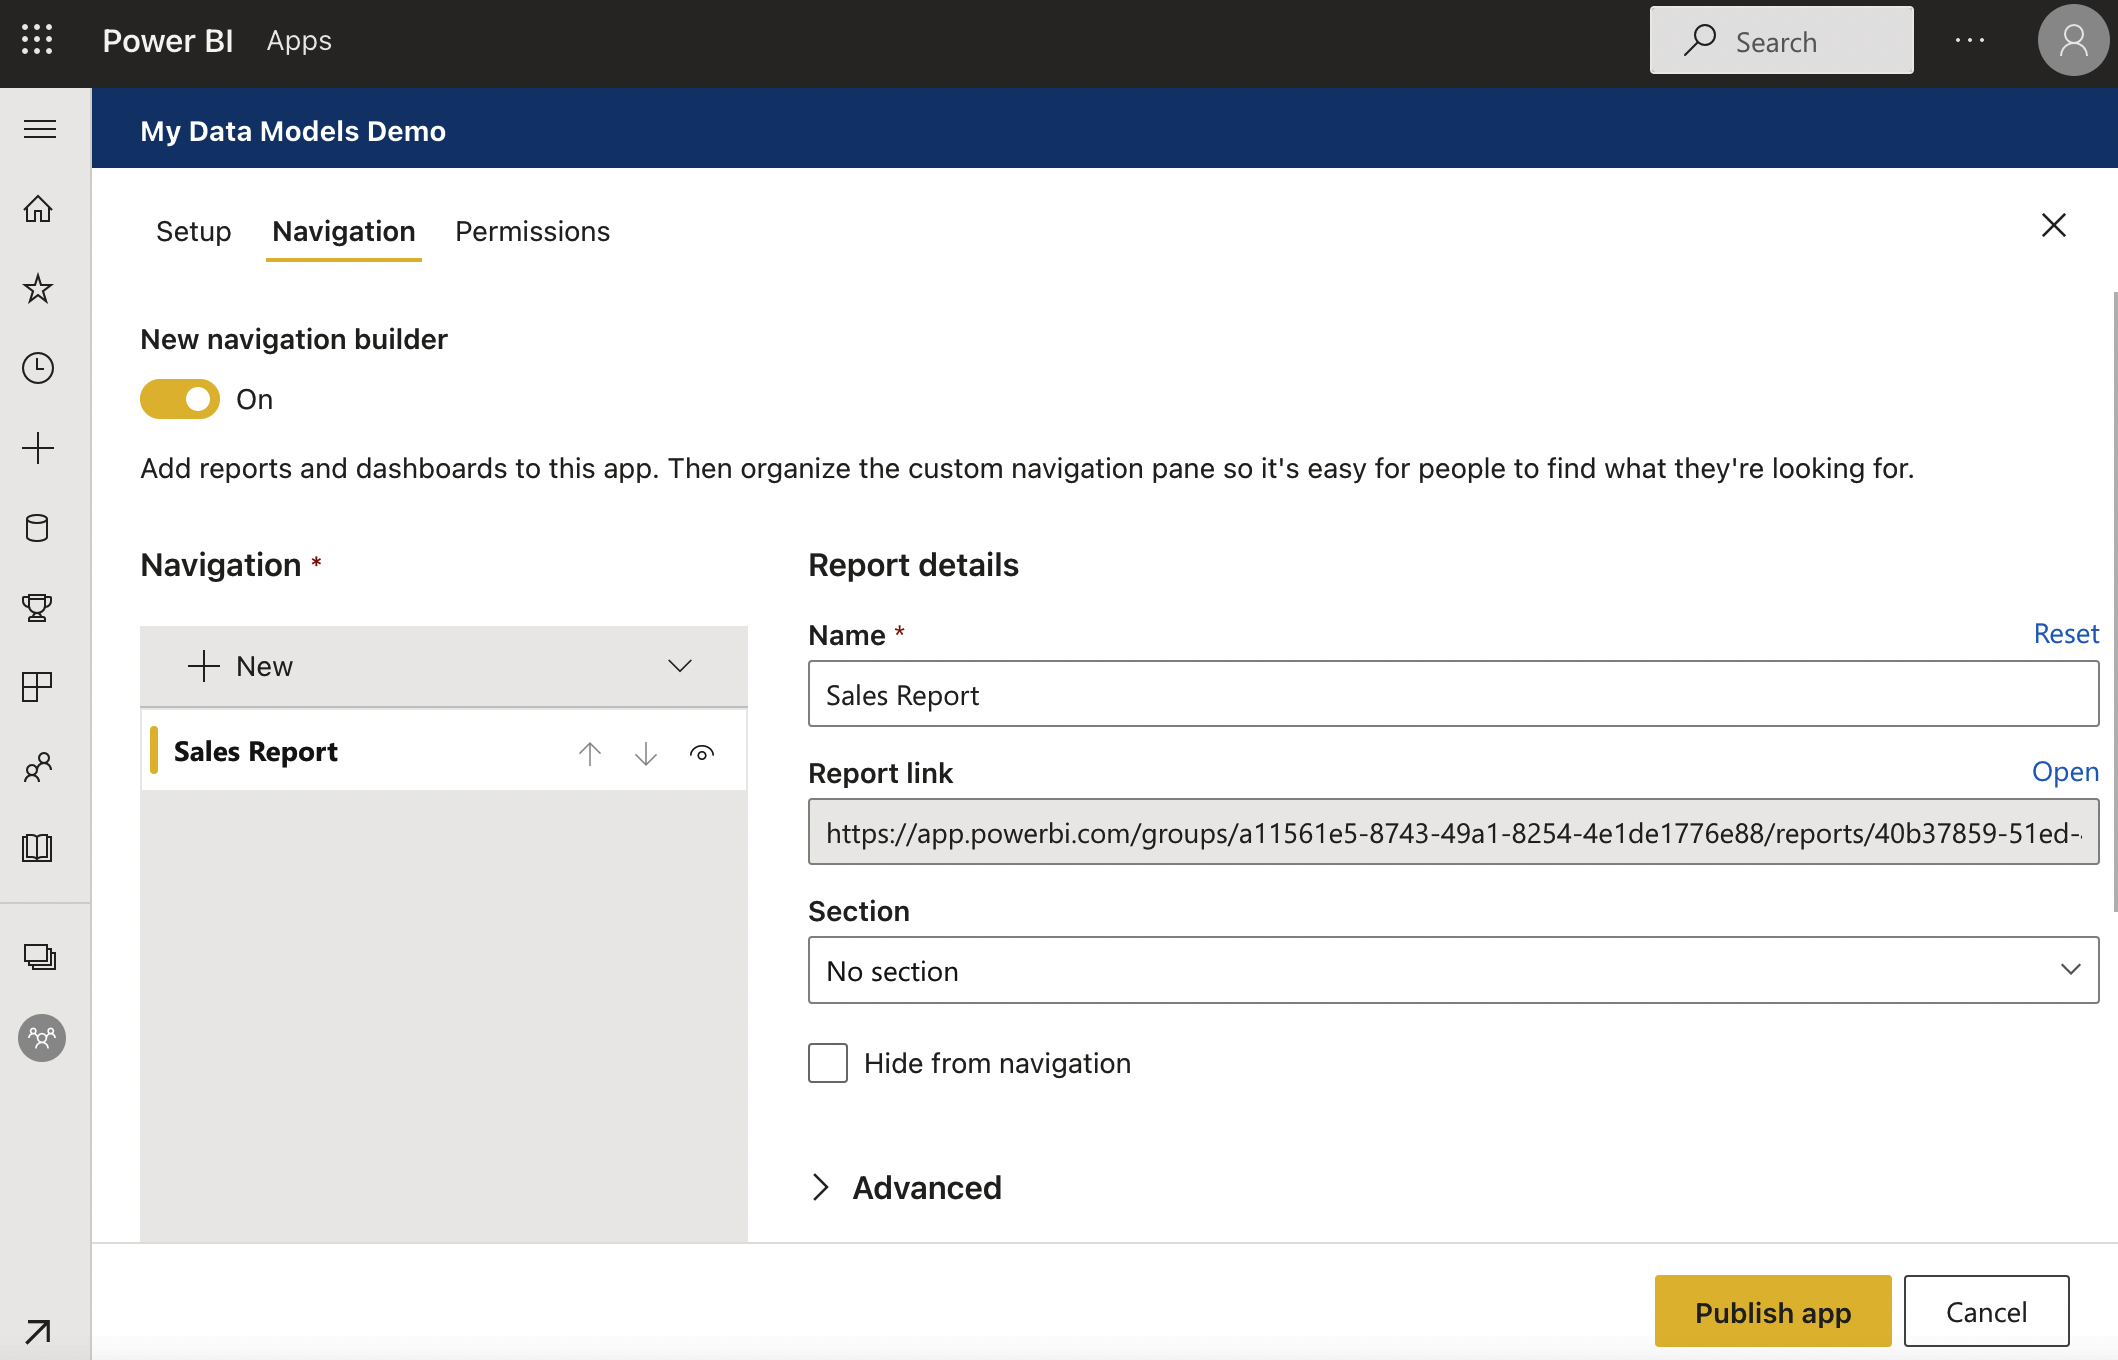 Power BI Apps Search
My Data Models Demo
Setup Navigation Permissions
New navigation builder
On
Add reports and dashboards to this app. Then organize the custom navigation pane so it's easy for people to find what they're looking for.
Navigation *
New
Sales Report
Report details
Name * Reset
Sales Report
Report link Open
https://app.powerbi.com/groups/a11561e5-8743-49a1-8254-4e1de1776e88/reports/40b37859-51ed-
Section
No section
Hide from navigation
Advanced
Publish app Cancel